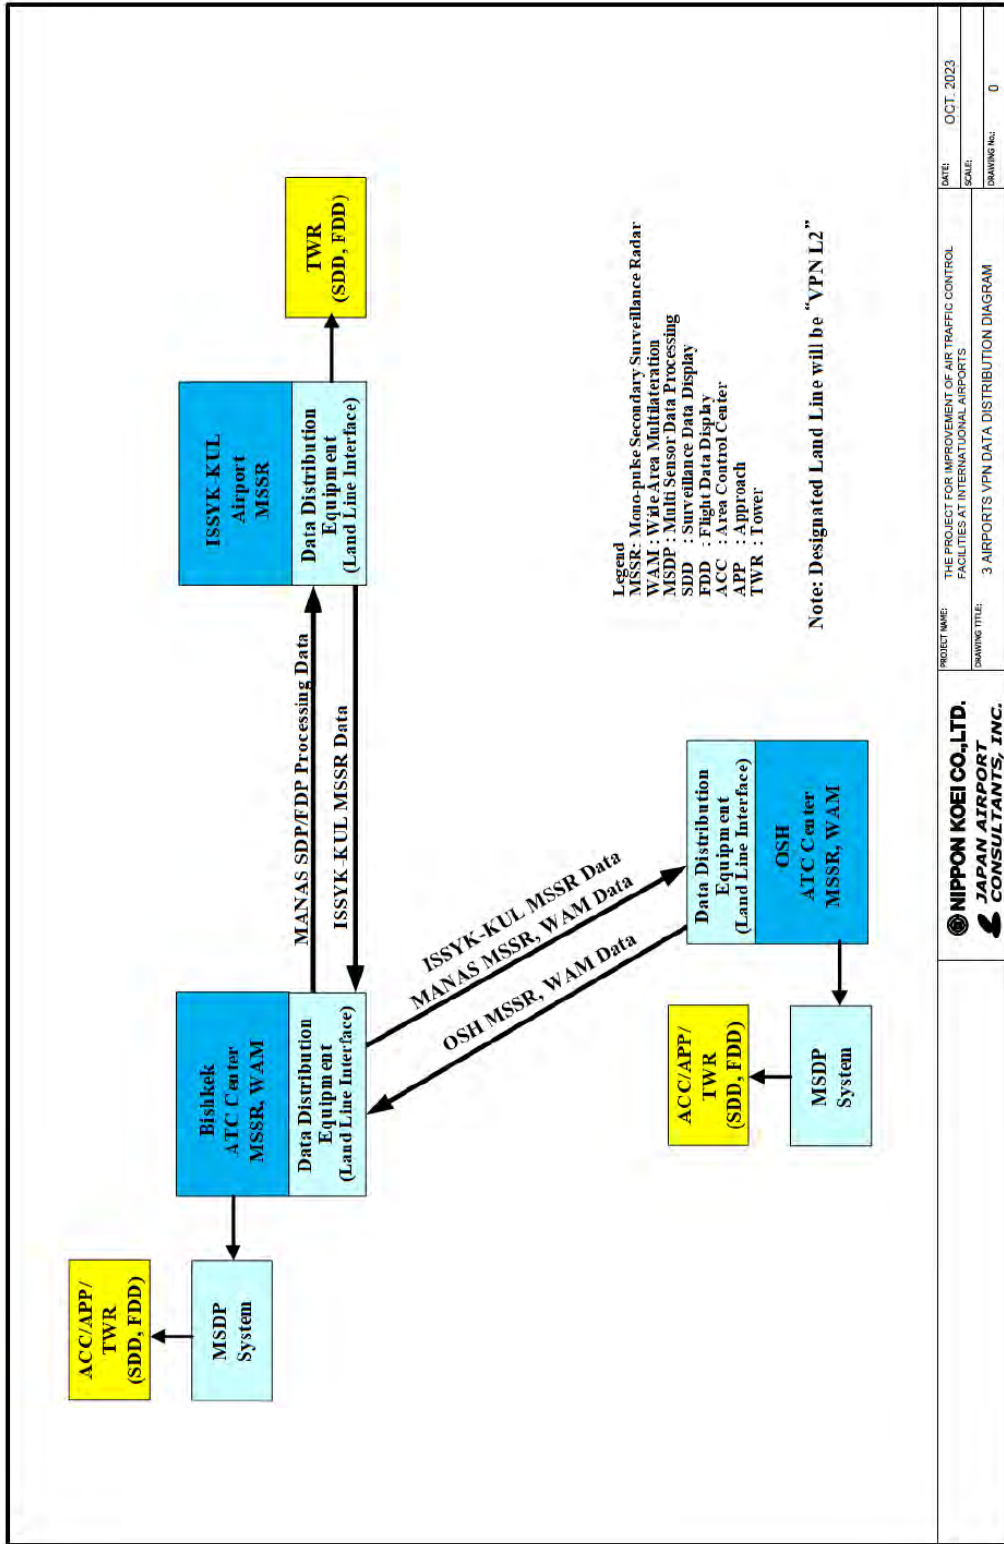 ACC/APP/
TWR
(SDD, FDD)
MSDP
System
Bishkek
ATC Center
MSSR, WAM
Data Distribution
Equipment
(Land Line Interface)
MANAS SDP/FDP Processing Data
ISSYK-KUL MSSR Data
ISSYK-KUL
Airport
MSSR
Data Distribution
Equipment
(Land Line Interface)
TWR
(SDD, FDD)
ISSYK-KUL MSSR Data
MANAS MSSR, WAM Data
OSH MSSR, WAM Data
ACC/APP/
TWR
(SDD, FDD)
MSDP
System
Data Distribution
Equipment
(Land Line Interface)
OSH
ATC Center
MSSR, WAM
Legend
MSSR: Mono-pulse Secondary Surveillance Radar
WAM : Wide Area Multilateration
MSDP : Multi Sensor Data Processing
SDD : Surveillance Data Display
FDD : Flight Data Display
ACC : Area Control Center
APP : Approach
TWR : Tower
Note: Designated Land Line will be “VPN L2”
NIPPON KOEI CO.,LTD.
JAPAN AIRPORT
CONSULTANTS, INC.
PROJECT NAME:
THE PROJECT FOR IMPROVEMENT OF AIR TRAFFIC CONTROL
FACILITIES AT INTERNATIUONAL AIRPORTS
DRAWING TITLE:
3 AIRPORTS VPN DATA DISTRIBUTION DIAGRAM
DATE:
OCT. 2023
SCALE:
DRAWING No.:
0